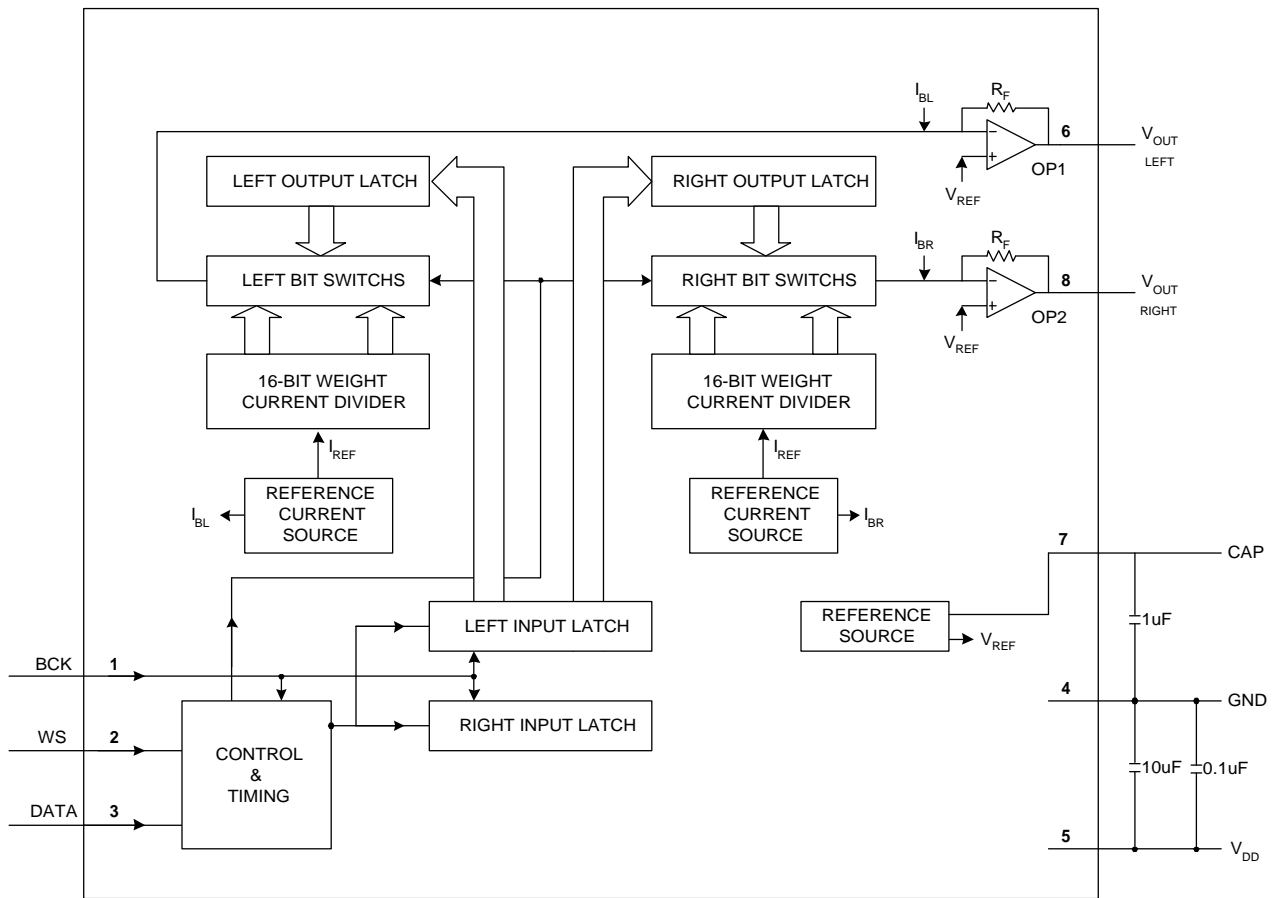 I_BL
R_F
6
V_OUT
LEFT
OP1
V_REF
LEFT OUTPUT LATCH
RIGHT OUTPUT LATCH
I_BR
R_F
8
V_OUT
RIGHT
OP2
V_REF
LEFT BIT SWITCHS
RIGHT BIT SWITCHS
16-BIT WEIGHT
CURRENT DIVIDER
16-BIT WEIGHT
CURRENT DIVIDER
I_REF
I_REF
I_BL
REFERENCE
CURRENT
SOURCE
REFERENCE
CURRENT
SOURCE
I_BR
7
CAP
REFERENCE
SOURCE
V_REF
1uF
LEFT INPUT LATCH
BCK
1
4
GND
RIGHT INPUT LATCH
WS
2
CONTROL
&
TIMING
10uF
0.1uF
DATA
3
5
V_DD